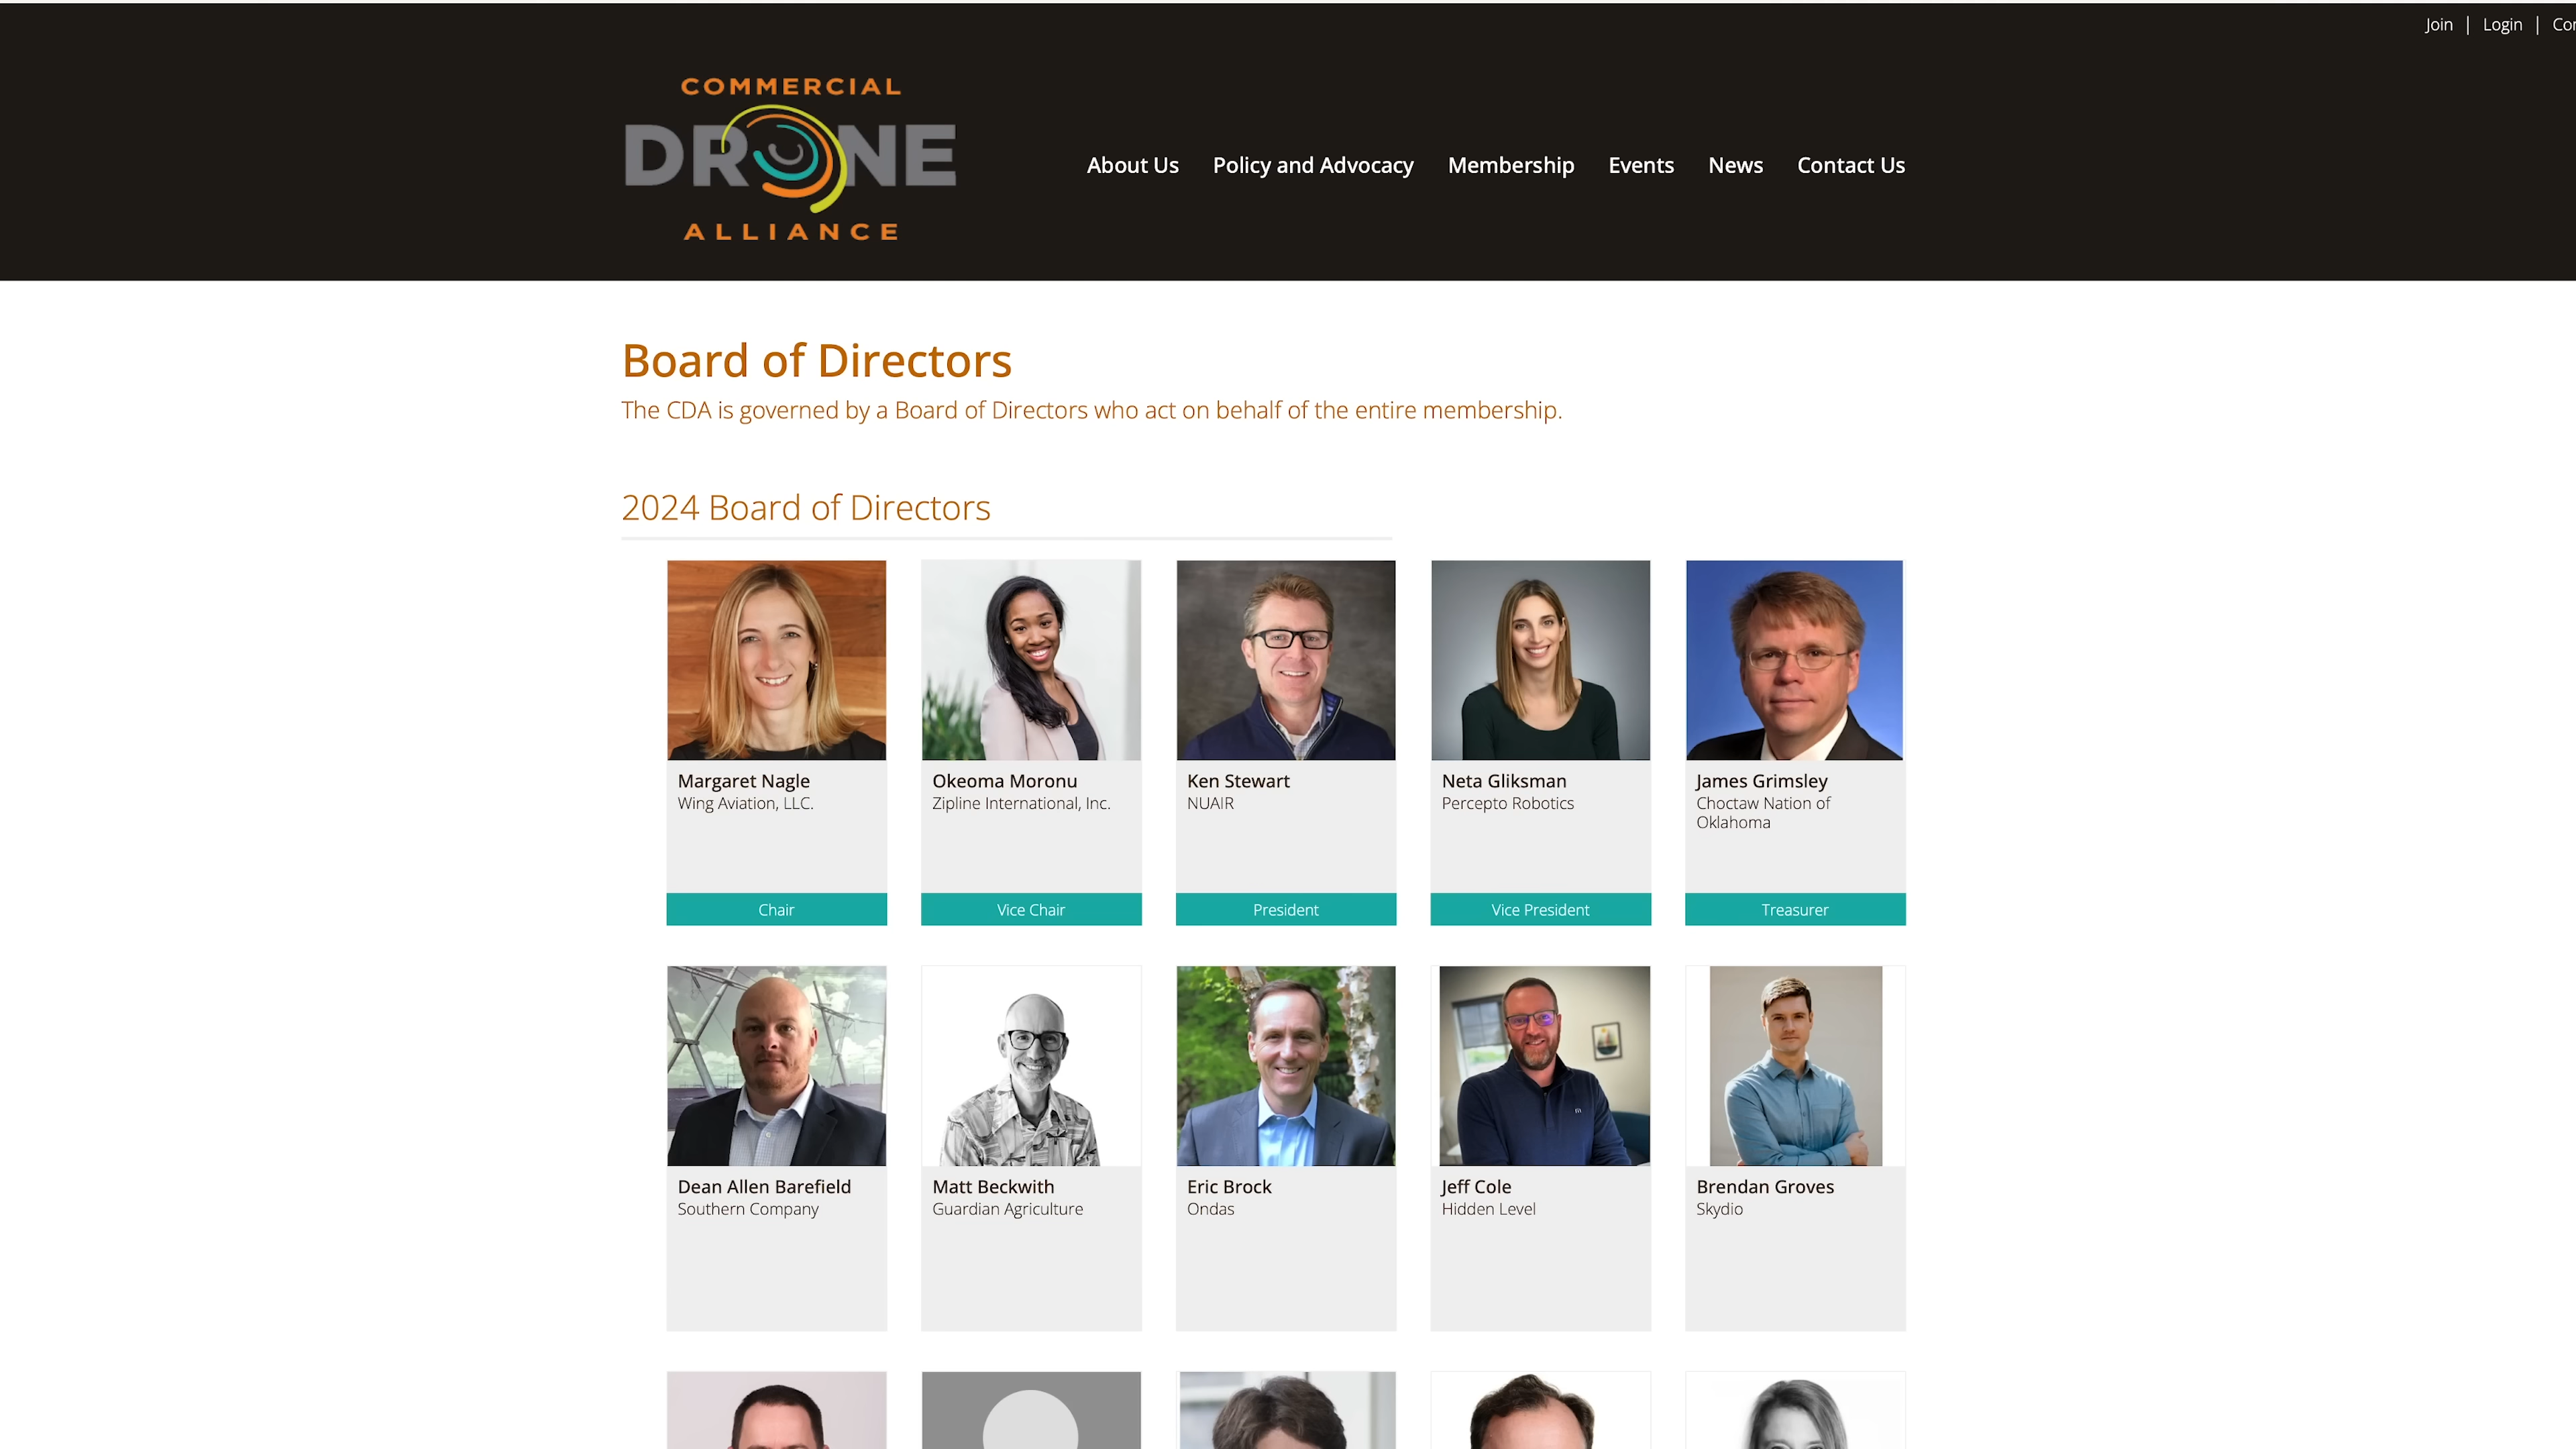 Join | Login |
COMMERCIAL
DRONE
ALLIANCE
About Us Policy and Advocacy Membership Events News Contact Us
Board of Directors
The CDA is governed by a Board of Directors who act on behalf of the entire membership.
2024 Board of Directors
Margaret Nagle
Wing Aviation, LLC.
Chair
Okeoma Moronu
Zipline International, Inc.
Vice Chair
Ken Stewart
NUAIR
President
Neta Gliksman
Percepto Robotics
Vice President
James Grimsley
Choctaw Nation of
Oklahoma
Treasurer
Dean Allen Barefield
Southern Company
Matt Beckwith
Guardian Agriculture
Eric Brock
Ondas
Jeff Cole
Hidden Level
Brendan Groves
Skydio